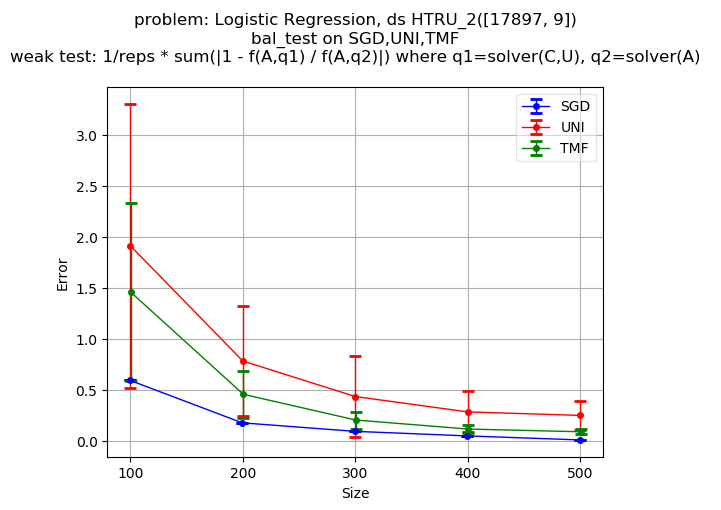 problem: Logistic Regression, ds HTRU_2([17897, 9])
bal_test on SGD,UNI,TMF
weak test: 1/reps * sum(|1 - f(A,q1) / f(A,q2)|) where q1=solver(C,U), q2=solver(A)
SGD
UNI
TMF
3.0
2.5
2.0
1.5
1.0
0.5
0.0
Error
100 200 300 400 500
Size